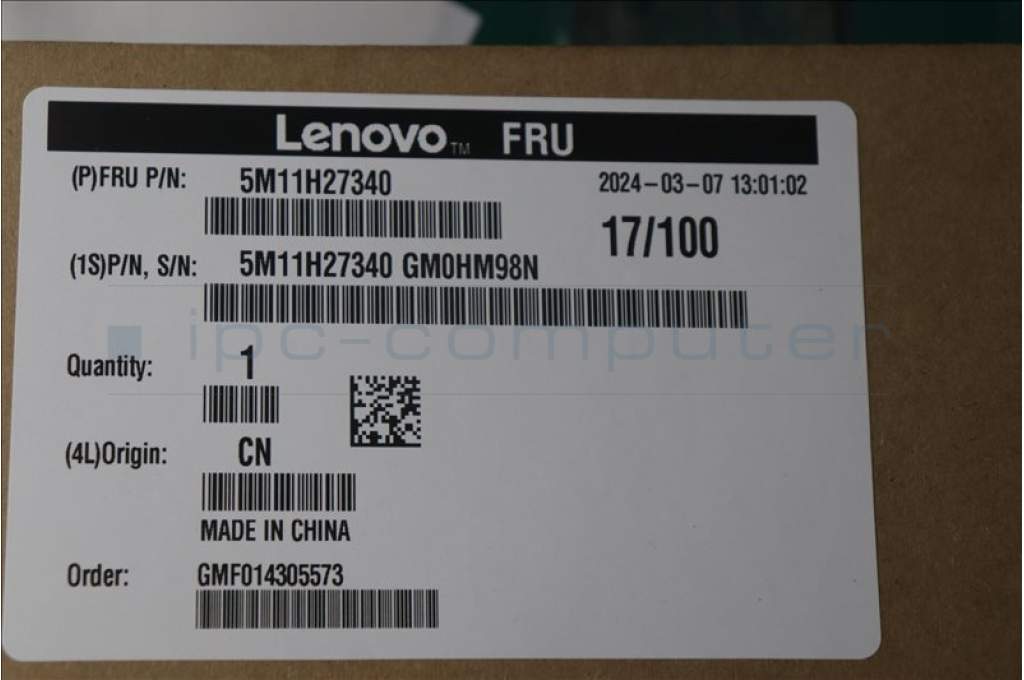 Lenovo™ FRU
(P)FRU P/N: 5M11H27340 2024-03-07 13:01:02
17/100
(1S)P/N, S/N: 5M11H27340 GM0HM98N
ipc-computer
Quantity: 1
(4L)Origin: CN
MADE IN CHINA
Order: GMF014305573